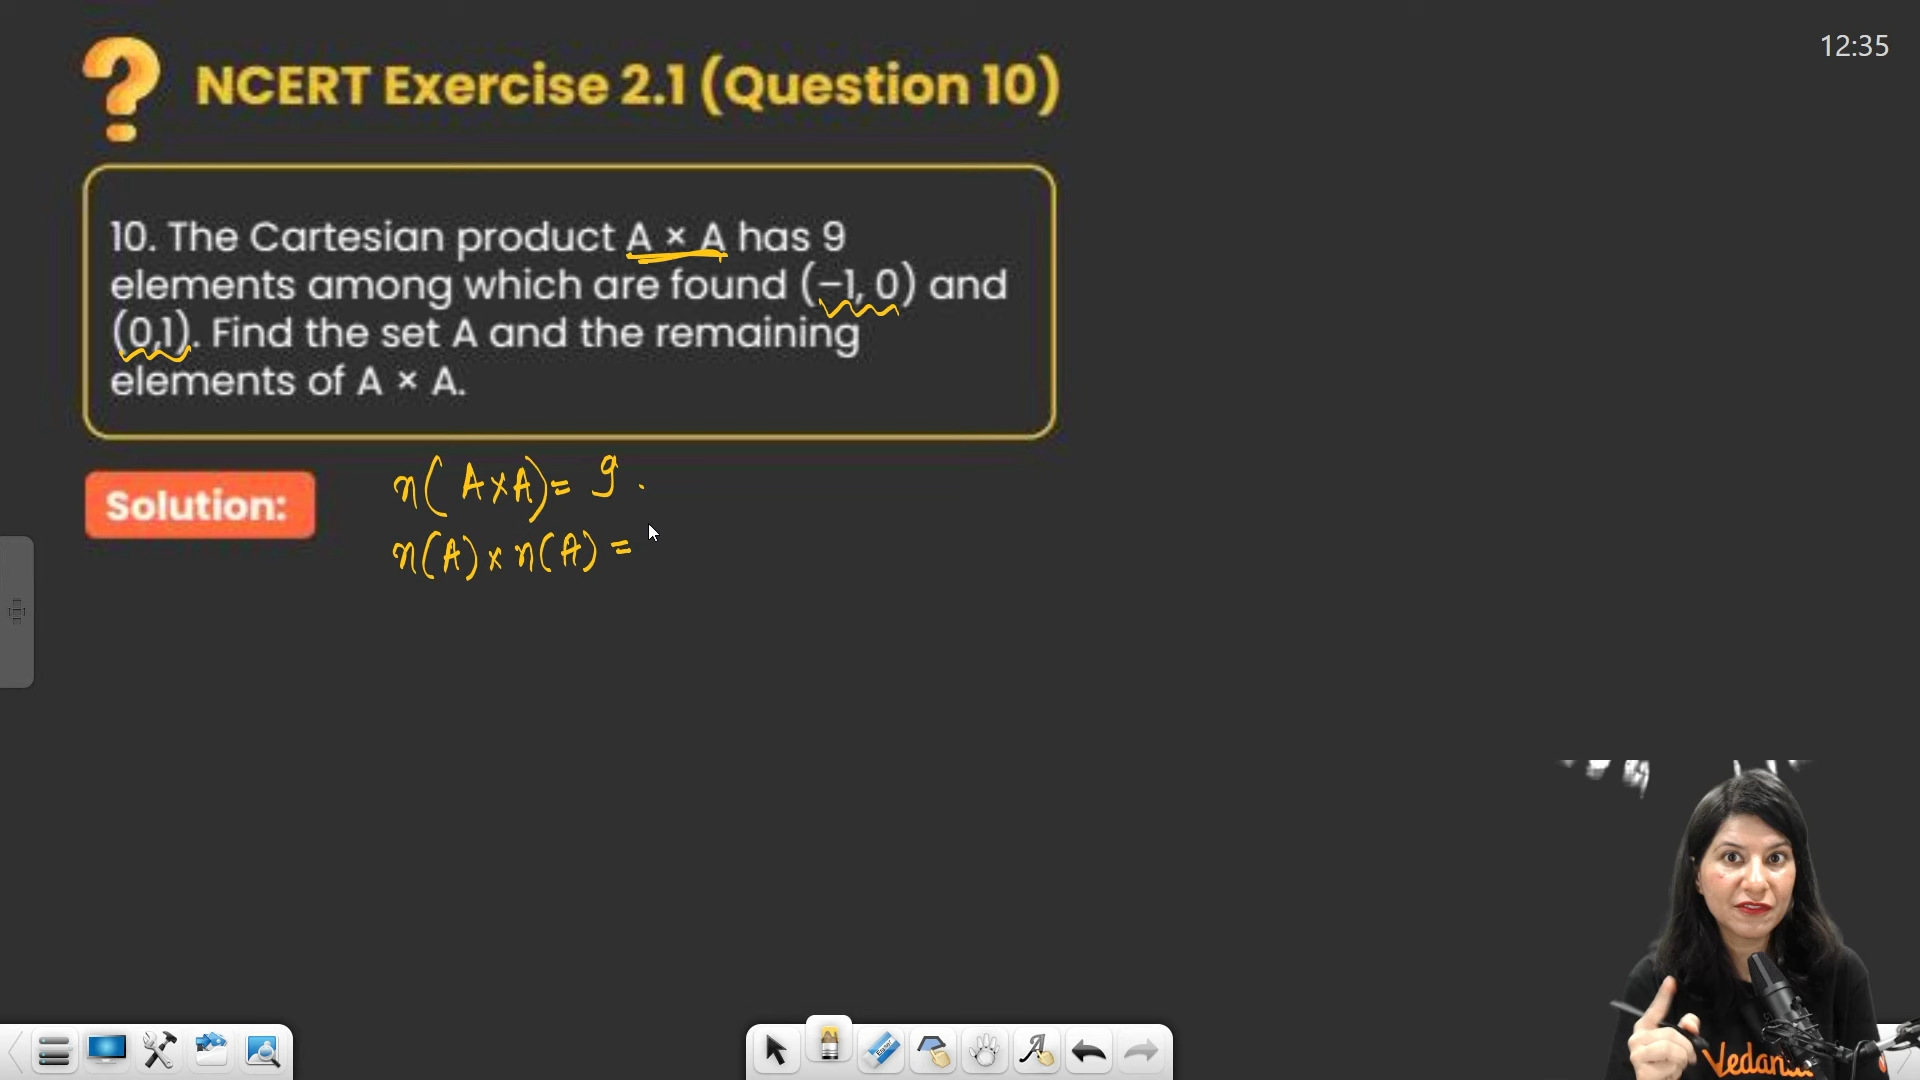 12:35
NCERT Exercise 2.1 (Question 10)
10. The Cartesian product A × A has 9
elements among which are found (–1, 0) and
(0,1). Find the set A and the remaining
elements of A × A.
Solution:
n(A×A)= 9.
n(A)×n(A) =
Eraser
A